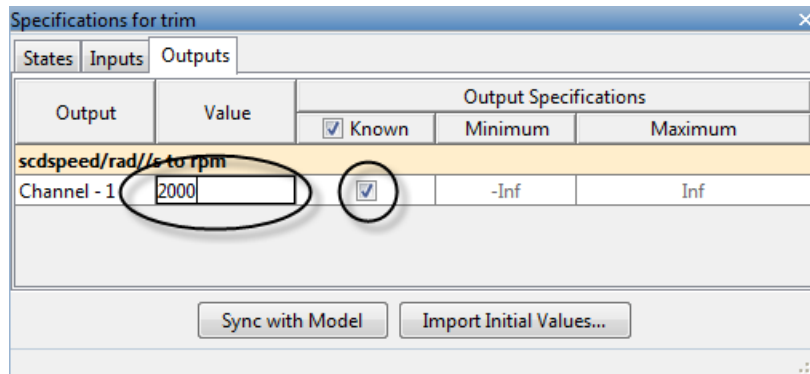 Specifications for trim
States Inputs Outputs
Output Specifications
Output Value
Known Minimum Maximum
scdspeed/rad//s to rpm
Channel - 1 2000 -Inf Inf
Sync with Model Import Initial Values...